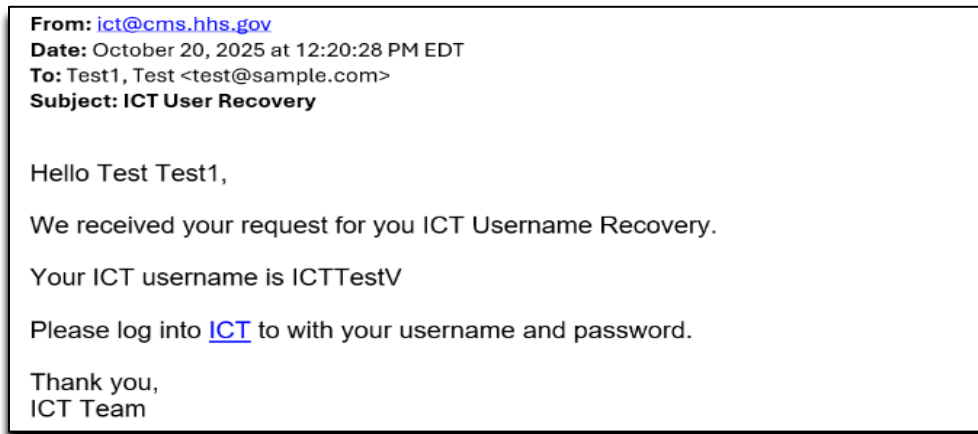 From: ict@cms.hhs.gov
Date: October 20, 2025 at 12:20:28 PM EDT
To: Test1, Test <test@sample.com>
Subject: ICT User Recovery
Hello Test Test1,
We received your request for you ICT Username Recovery.
Your ICT username is ICTTestV
Please log into ICT to with your username and password.
Thank you,
ICT Team